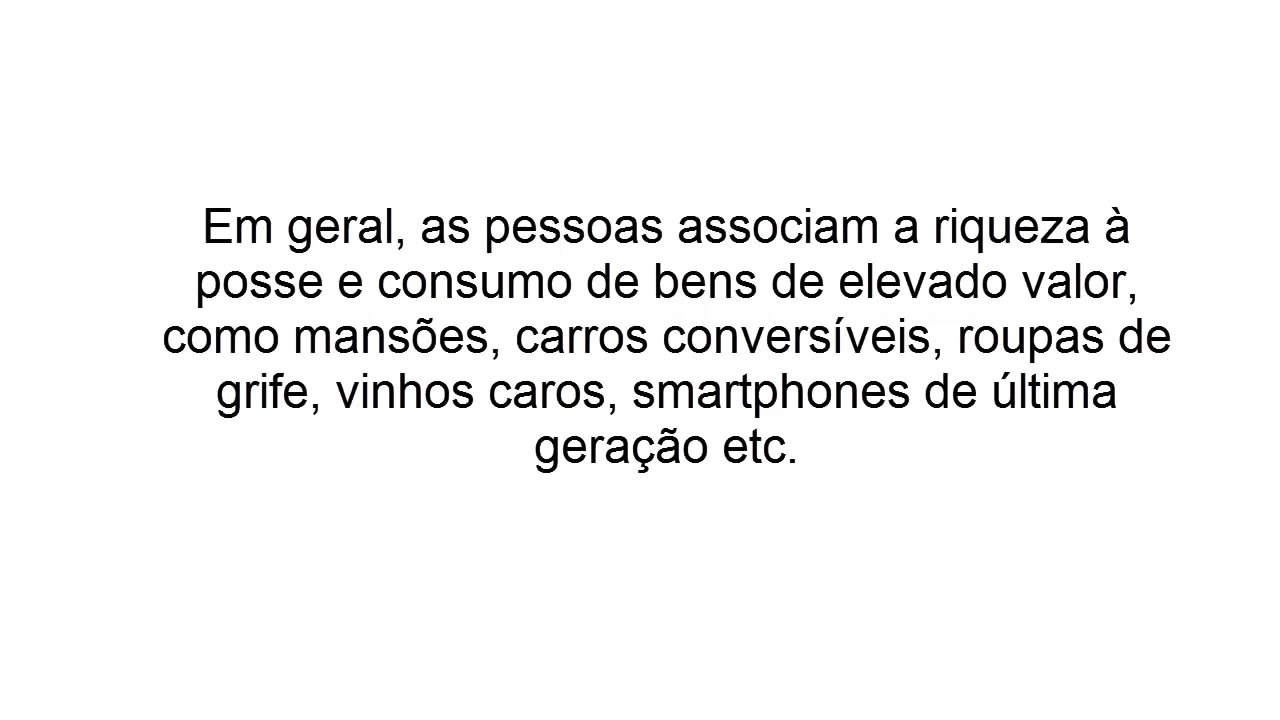 Em geral, as pessoas associam a riqueza à
posse e consumo de bens de elevado valor,
como mansões, carros conversíveis, roupas de
grife, vinhos caros, smartphones de última
geração etc.